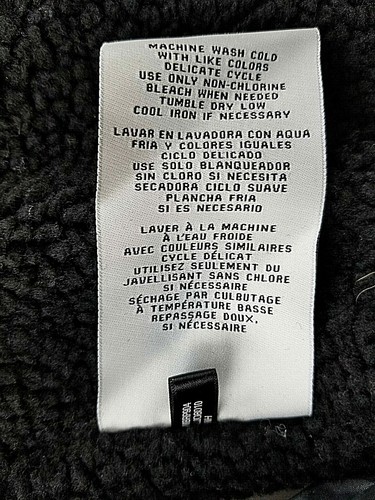 MACHINE WASH COLD
WITH LIKE COLORS
DELICATE CYCLE
USE ONLY NON-CHLORINE
BLEACH WHEN NEEDED
TUMBLE DRY LOW
COOL IRON IF NECESSARY
LAVAR EN LAVADORA CON AQUA
FRIA Y COLORES IGUALES
CICLO DELICADO
USE SOLO BLANQUEADOR
SIN CLORO SI NECESITA
SECADORA CICLO SUAVE
PLANCHA FRIA
SI ES NECESARIO
LAVER À LA MACHINE
À L'EAU FROIDE
AVEC COULEURS SIMILAIRES
CYCLE DÉLICAT
UTILISEZ SEULEMENT DU
JAVELLISANT SANS CHLORE
SI NÉCESSAIRE
SÉCHAGE PAR CULBUTAGE
À TEMPÉRATURE BASSE
REPASSAGE DOUX,
SI NÉCESSAIRE